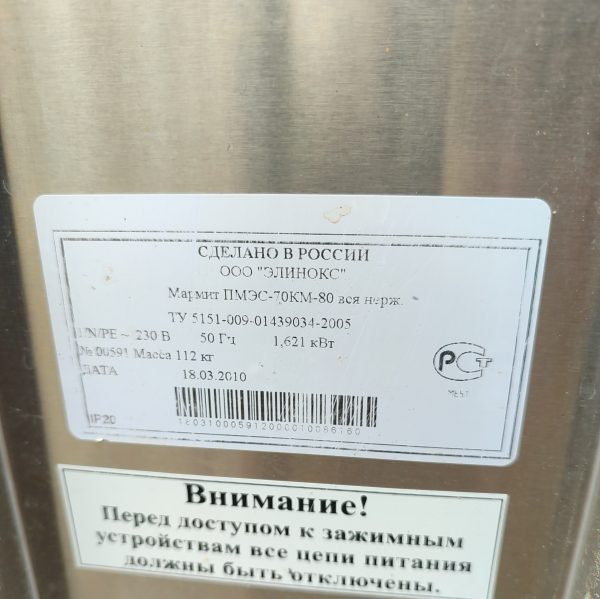 СДЕЛАНО В РОССИИ
ООО "ЭЛИНОКС"
Мармит ПМЭС-70КМ-80 вся нерж.
ТУ 5151-009-01439034-2005
1/N/PE ~ 230 В 50 Гц 1,621 кВт
№ 00591 Масса 112 кг
ДАТА 18.03.2010
РСТ
IP20
Внимание!
Перед доступом к зажимным
устройствам все цепи питания
должны быть отключены.